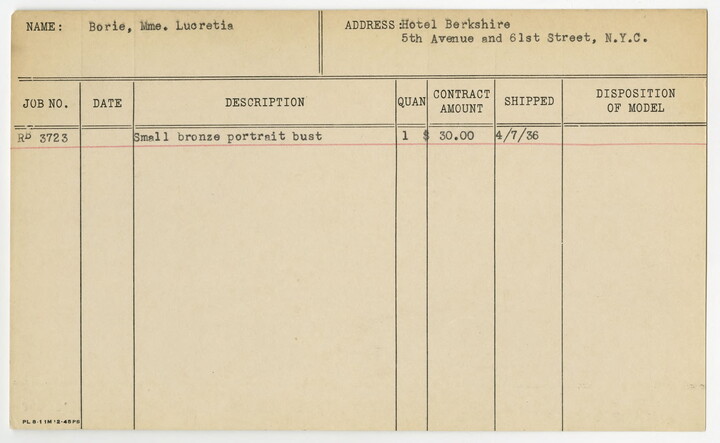 NAME: Borie, Mme. Lucretia
ADDRESS: Hotel Berkshire
5th Avenue and 61st Street, N.Y.C.
JOB NO. DATE DESCRIPTION QUAN CONTRACT AMOUNT SHIPPED DISPOSITION OF MODEL
RD 3723 Small bronze portrait bust 1 $ 30.00 4/7/36